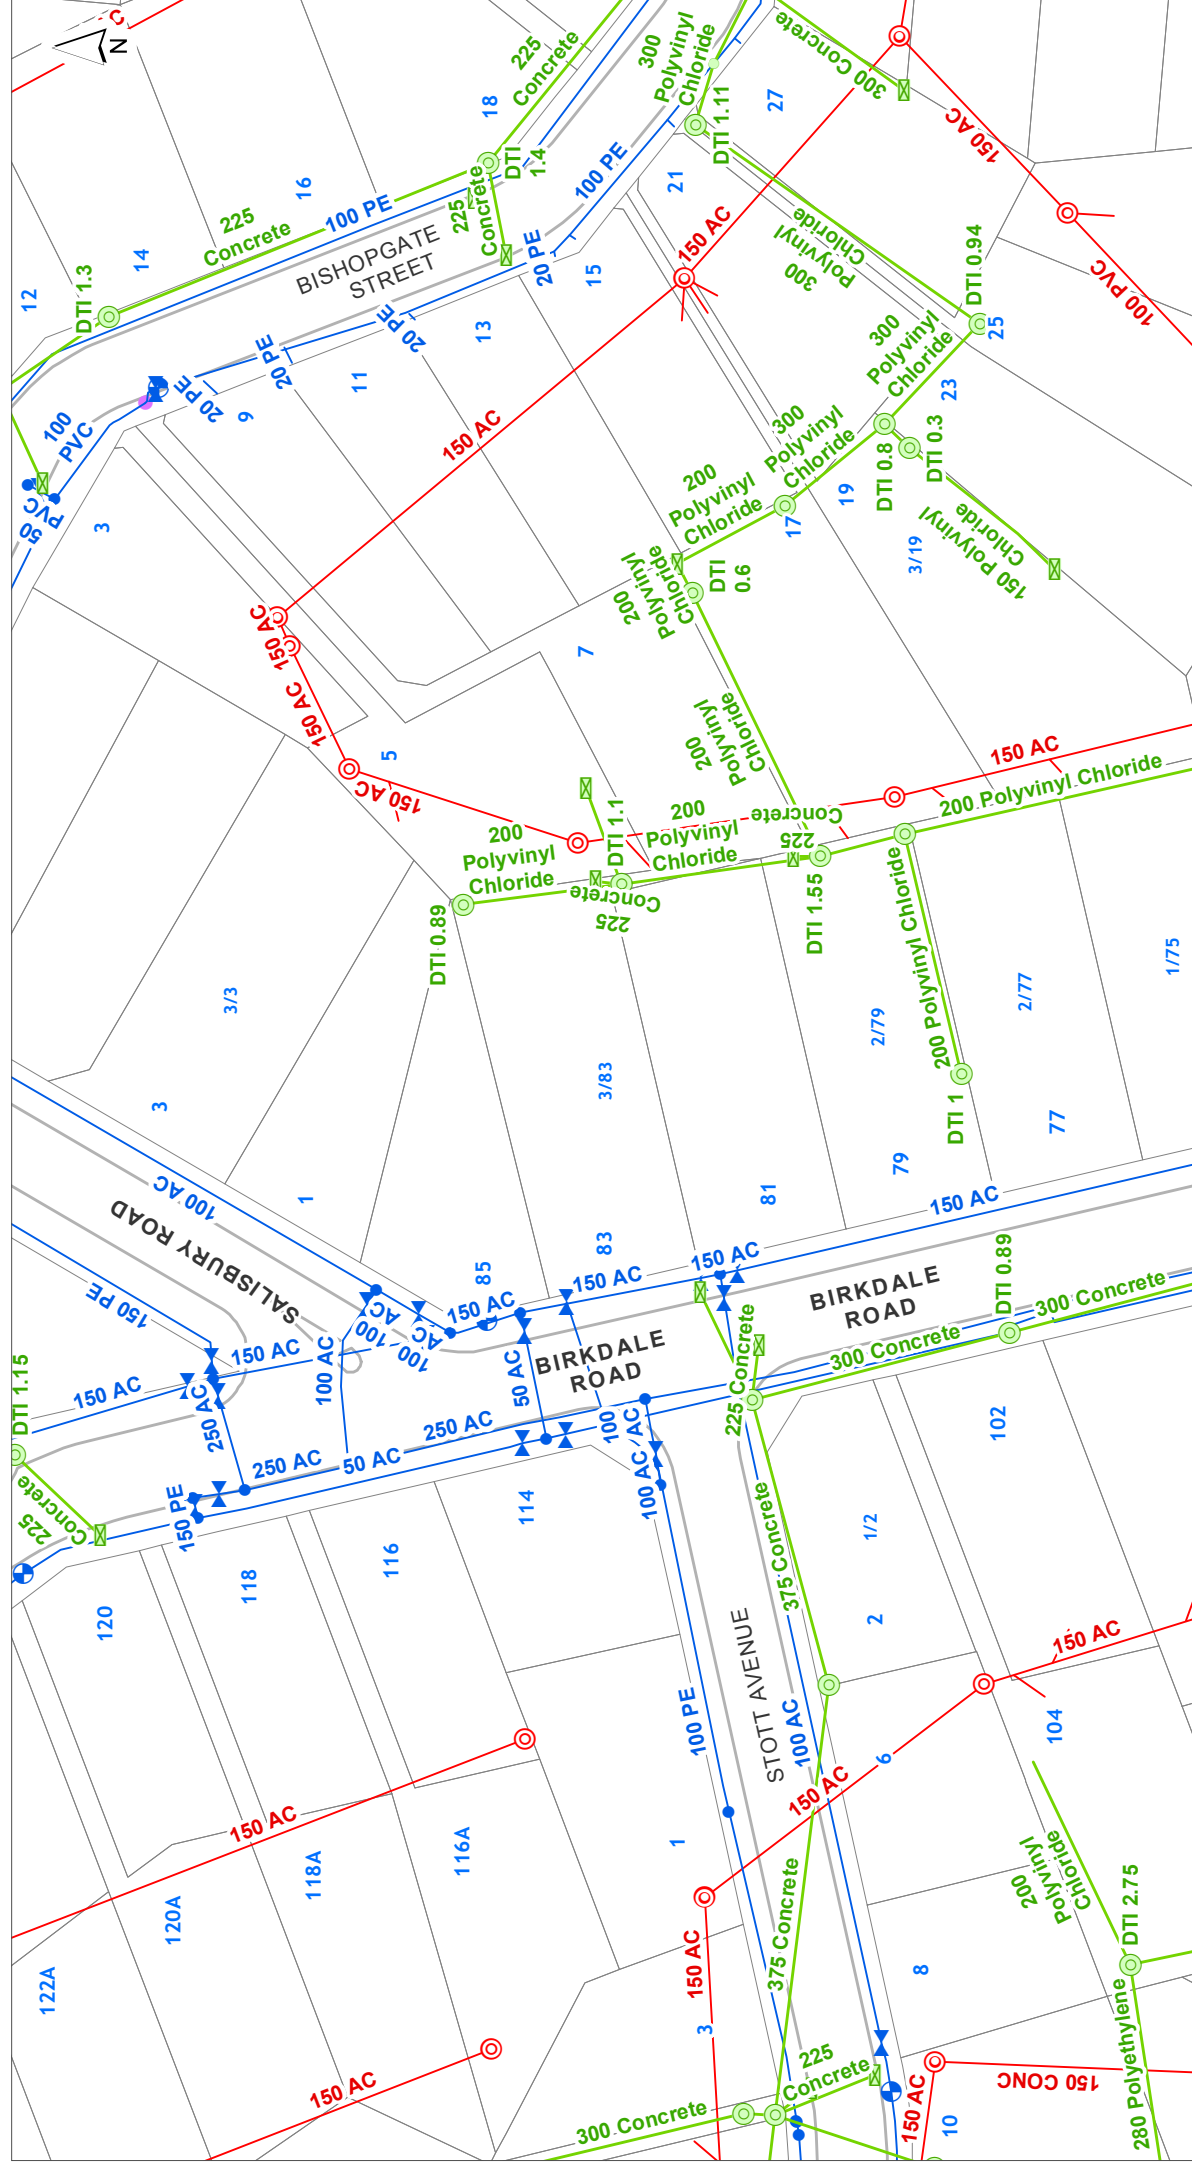 C
N
225
Concrete
300
Polyvinyl
Chloride
300 Concrete
18
27
150 AC
DTI 1.11
DTI
1.4
100 PE
16
225
Concrete
100 PE
225
Concrete
21
150 AC
300
Polyvinyl
Chloride
14
12
DTI 1.3
BISHOPGATE
STREET
20 PE
15
DTI 0.94
25
100 PVC
13
20 PE
20 PE
20 PE
11
9
300
Polyvinyl
Chloride
23
100
PVC
50
PVC
3
150 AC
300
Polyvinyl
Chloride
DTI 0.8
DTI 0.3
200
Polyvinyl
Chloride
19
17
3/19
150 Polyvinyl
Chloride
200
Polyvinyl
Chloride
DTI
0.6
150 AC
150 AC
150 AC
7
5
150 AC
200
Polyvinyl
Chloride
150 AC
200 Polyvinyl Chloride
200
Polyvinyl
Chloride
DTI 1.1
200
Polyvinyl
Chloride
225
Concrete
225
Concrete
DTI 0.89
DTI 1.55
200 Polyvinyl Chloride
DTI 1
3/3
3/83
2/79
2/77
1/75
3
1
85
83
81
79
77
100 AC
SALISBURY ROAD
150 PE
150 AC
150 AC
150 AC
150 AC
150 AC
150 AC
100 AC
100 AC
100 AC
50 AC
BIRKDALE
ROAD
BIRKDALE
ROAD
DTI 0.89
300 Concrete
300 Concrete
225 Concrete
DTI 1.15
250 AC
250 AC
250 AC
50 AC
100 AC
100 AC
225
Concrete
150 PE
120
118
116
114
102
1/2
2
375 Concrete
STOTT AVENUE
100 PE
100 AC
150 AC
150 AC
104
6
150 AC
120A
118A
116A
122A
1
3
8
10
200
Polyvinyl
Chloride
DTI 2.75
375 Concrete
150 AC
150 AC
225
Concrete
300 Concrete
150 AC
150 CONC
280 Polyethylene